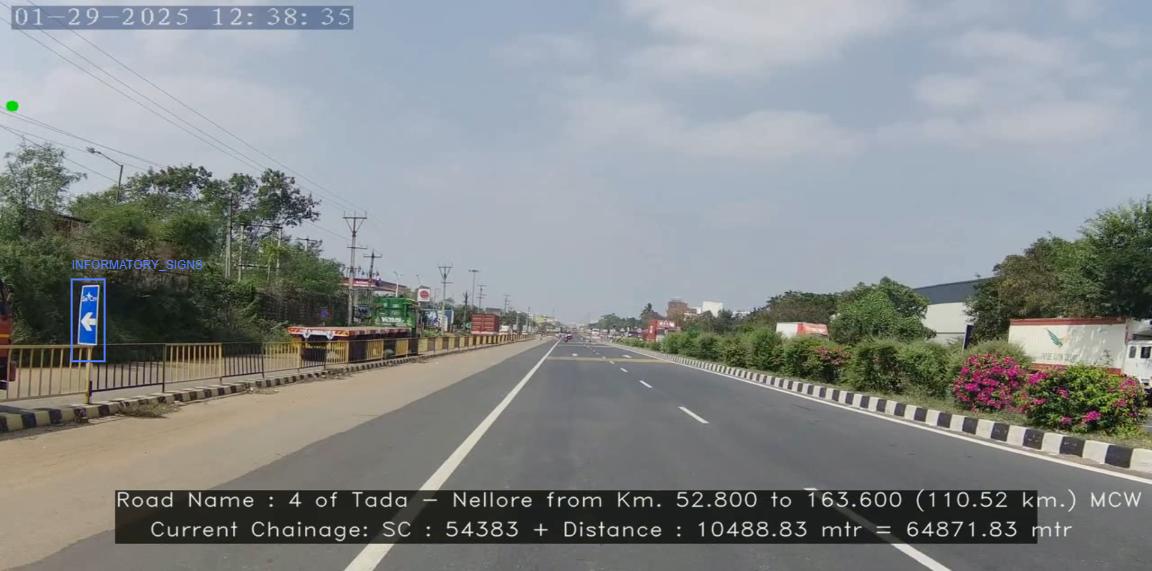 01-29-2025 12:38:35
INFORMATORY_SIGNS
Road Name : 4 of Tada - Nellore from Km. 52.800 to 163.600 (110.52 km.) MCW
Current Chainage: SC : 54383 + Distance : 10488.83 mtr = 64871.83 mtr